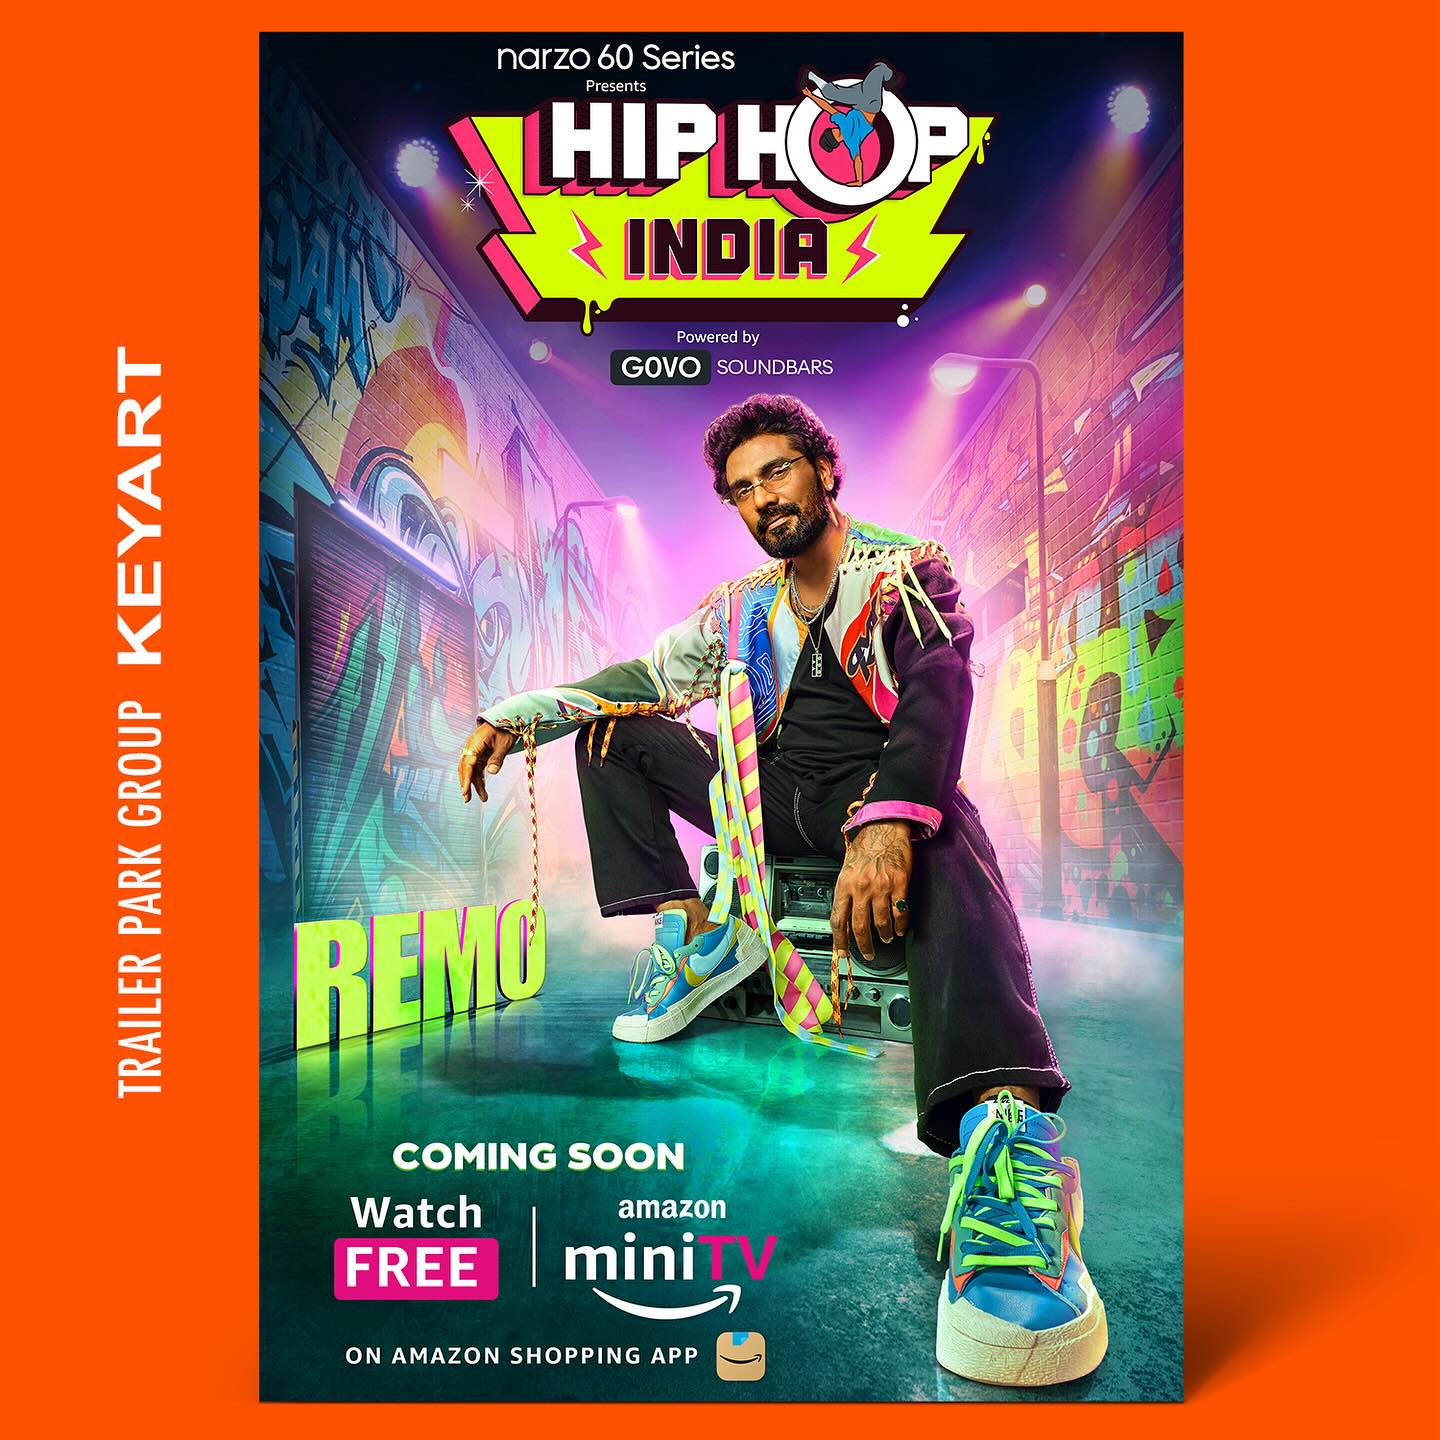 narzo 60 Series
Presents
HIP HOP
INDIA
Powered by
GOVO SOUNDBARS
REMO
COMING SOON
Watch
FREE
amazon
miniTV
ON AMAZON SHOPPING APP
TRAILER PARK GROUP KEYART